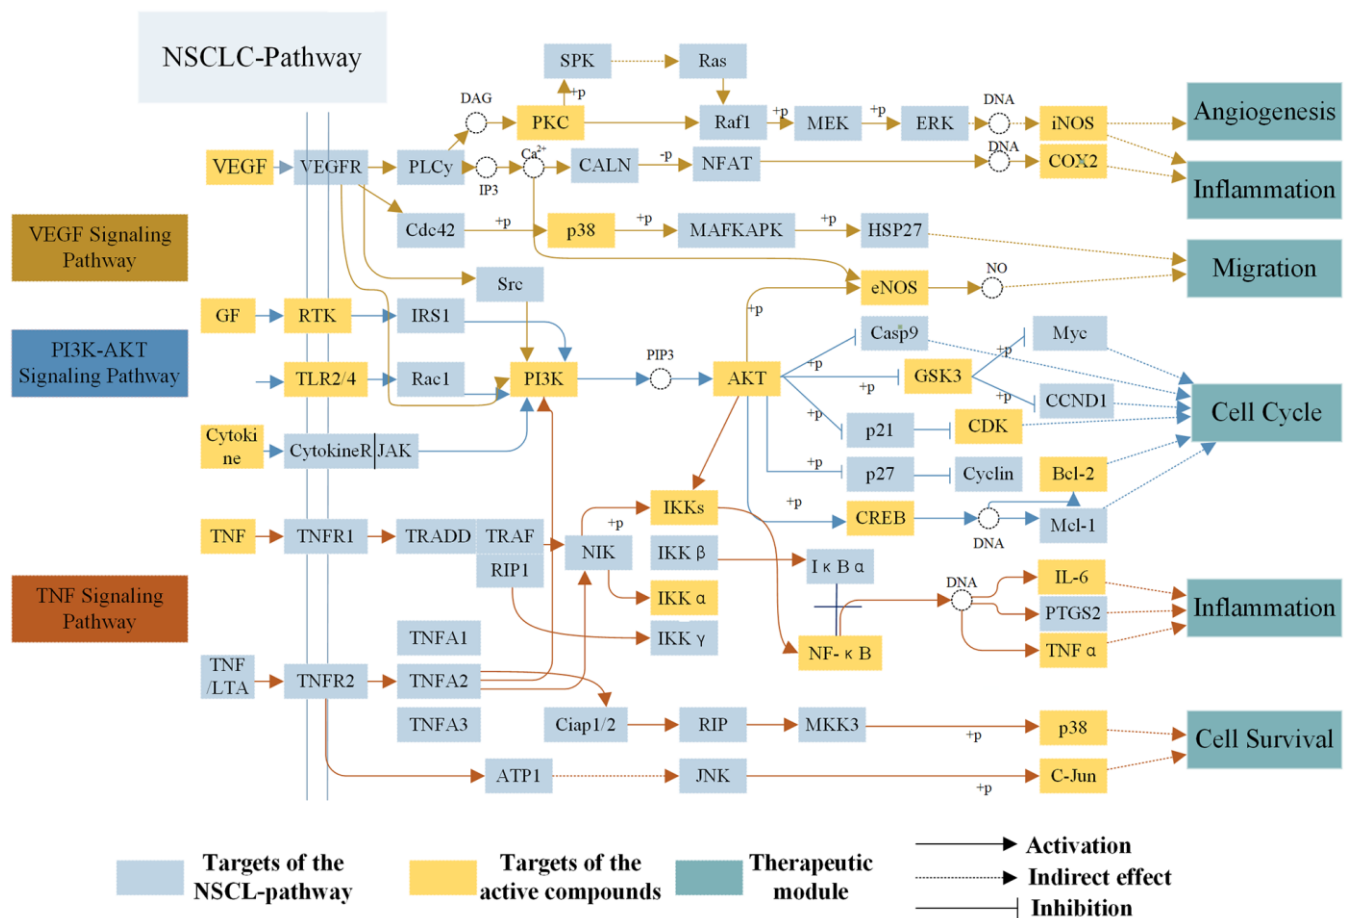 NSCLC-Pathway
SPK
Ras
+p
DAG
PKC
Raf1
+p
MEK
+p
ERK
DNA
iNOS
Angiogenesis
VEGF
VEGFR
PLCy
IP3
Ca²⁺
CALN
-p
NFAT
DNA
COX2
Inflammation
VEGF Signaling
Pathway
Cdc42
+p
p38
+p
MAFKAPK
+p
HSP27
Migration
Src
eNOS
NO
+p
GF
RTK
IRS1
PI3K-AKT
Signaling Pathway
TLR2/4
Rac1
PI3K
PIP3
AKT
Casp9
+p
Myc
+p
GSK3
+p
+p
CCND1
Cell Cycle
+p
p21
CDK
Cytoki
ne
CytokineR
JAK
+p
p27
Cyclin
Bcl-2
+p
CREB
DNA
Mcl-1
TNF
TNFR1
TRADD
TRAF
RIP1
NIK
+p
IKKs
IKK β
IκBα
IKK α
IKK γ
NF-κB
DNA
IL-6
PTGS2
TNFα
Inflammation
TNF Signaling
Pathway
TNFA1
TNF
/LTA
TNFR2
TNFA2
TNFA3
Ciap1/2
RIP
MKK3
+p
p38
Cell Survival
ATP1
JNK
+p
C-Jun
Targets of the
NSCL-pathway
Targets of the
active compounds
Therapeutic
module
Activation
Indirect effect
Inhibition